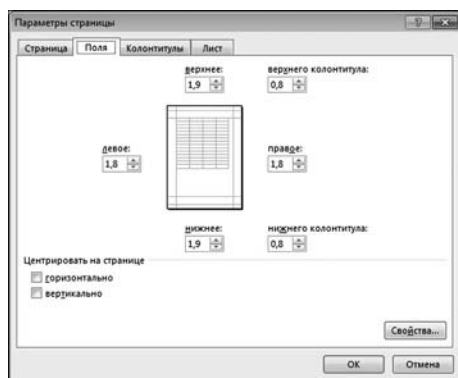 Параметры страницы
Страница Поля Колонтитулы Лист
верхнее: верхнего колонтитула:
1,9 0,8
левое: правое:
1,8 1,8
нижнее: нижнего колонтитула:
1,9 0,8
Центрировать на странице
горизонтально
вертикально
Свойства...
ОК Отмена